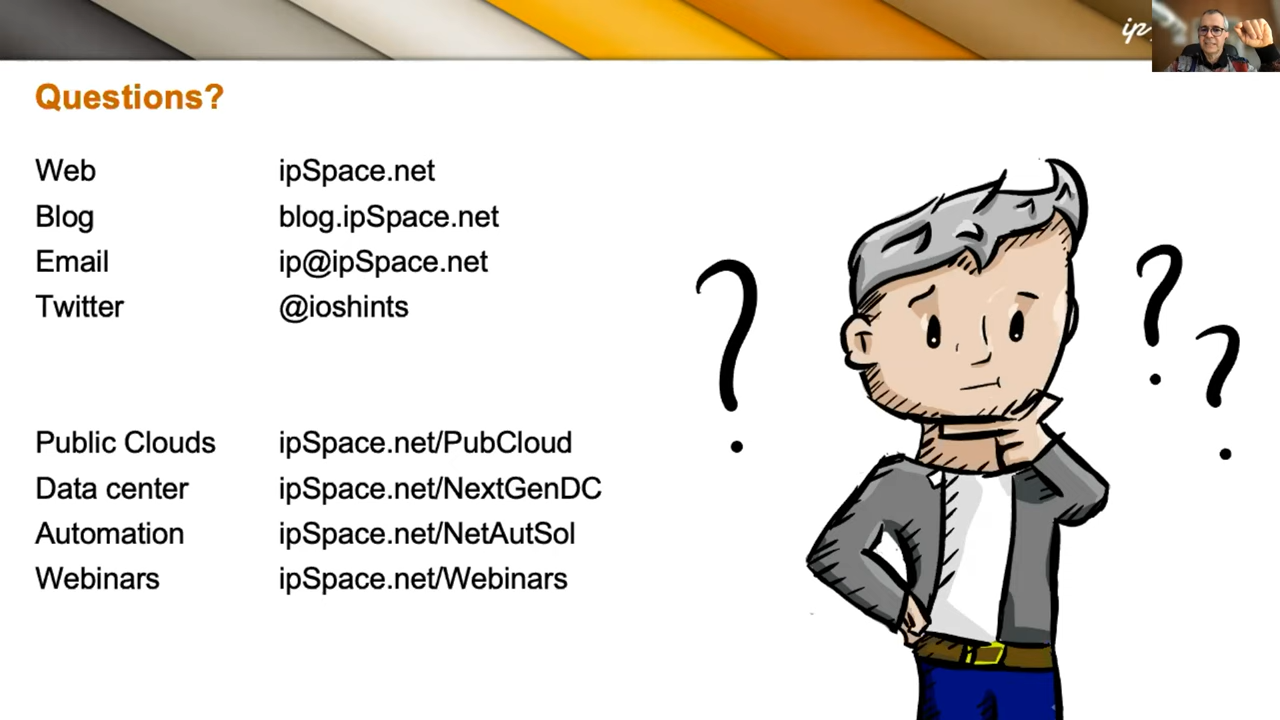 ip
Questions?
Web ipSpace.net
Blog blog.ipSpace.net
Email ip@ipSpace.net
Twitter @ioshints
Public Clouds ipSpace.net/PubCloud
Data center ipSpace.net/NextGenDC
Automation ipSpace.net/NetAutSol
Webinars ipSpace.net/Webinars